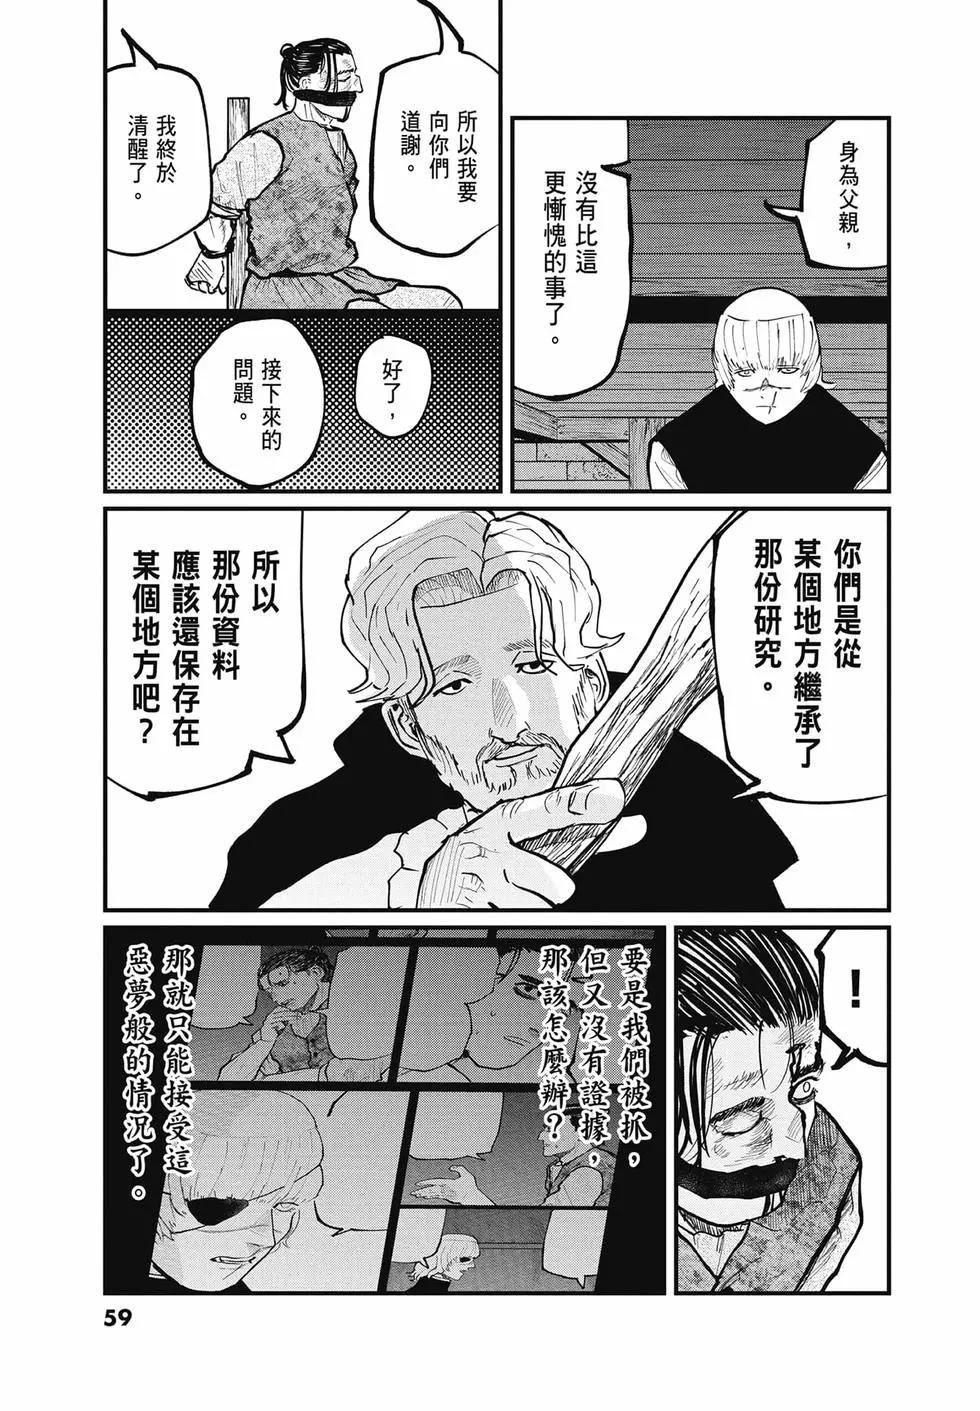 身為父親，
沒有比這
更慚愧的事了。
所以我要
向你們
道謝。
我終於
清醒了。
好了，
接下來的
問題。
你們是從
某個地方繼承了
那份研究。
所以
那份資料
應該還保存在
某個地方吧？
！
要是我們被抓，
但又沒有證據，
那該怎麼辦？
那就只能接受這
惡夢般的情況了。
59